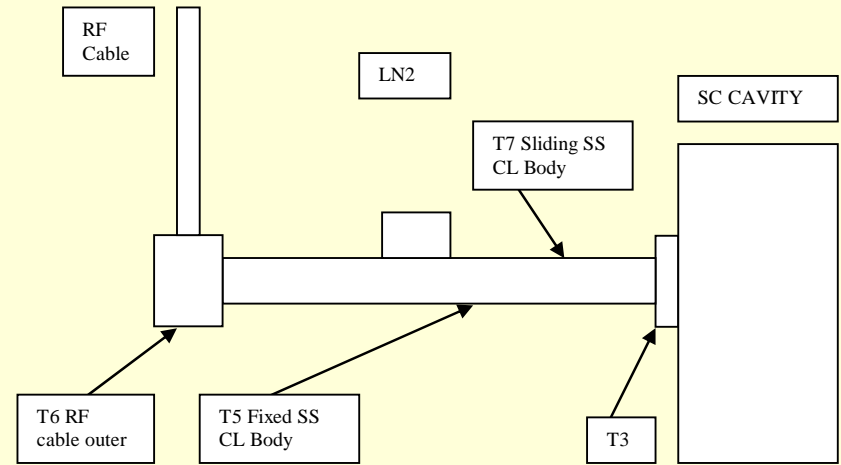 RF
Cable
LN2
SC CAVITY
T7 Sliding SS
CL Body
T6 RF
cable outer
T5 Fixed SS
CL Body
T3